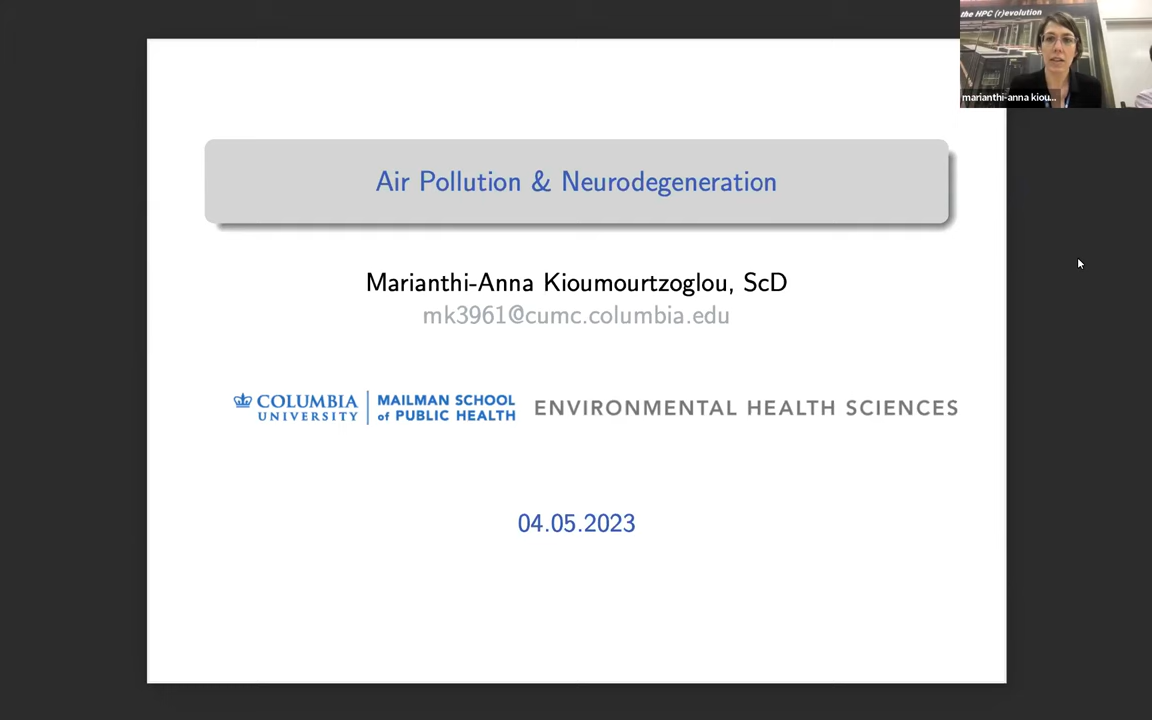 the HPC (r)evolution
marianthi-anna kiou...
Air Pollution & Neurodegeneration
Marianthi-Anna Kioumourtzoglou, ScD
mk3961@cumc.columbia.edu
COLUMBIA UNIVERSITY
MAILMAN SCHOOL of PUBLIC HEALTH
ENVIRONMENTAL HEALTH SCIENCES
04.05.2023